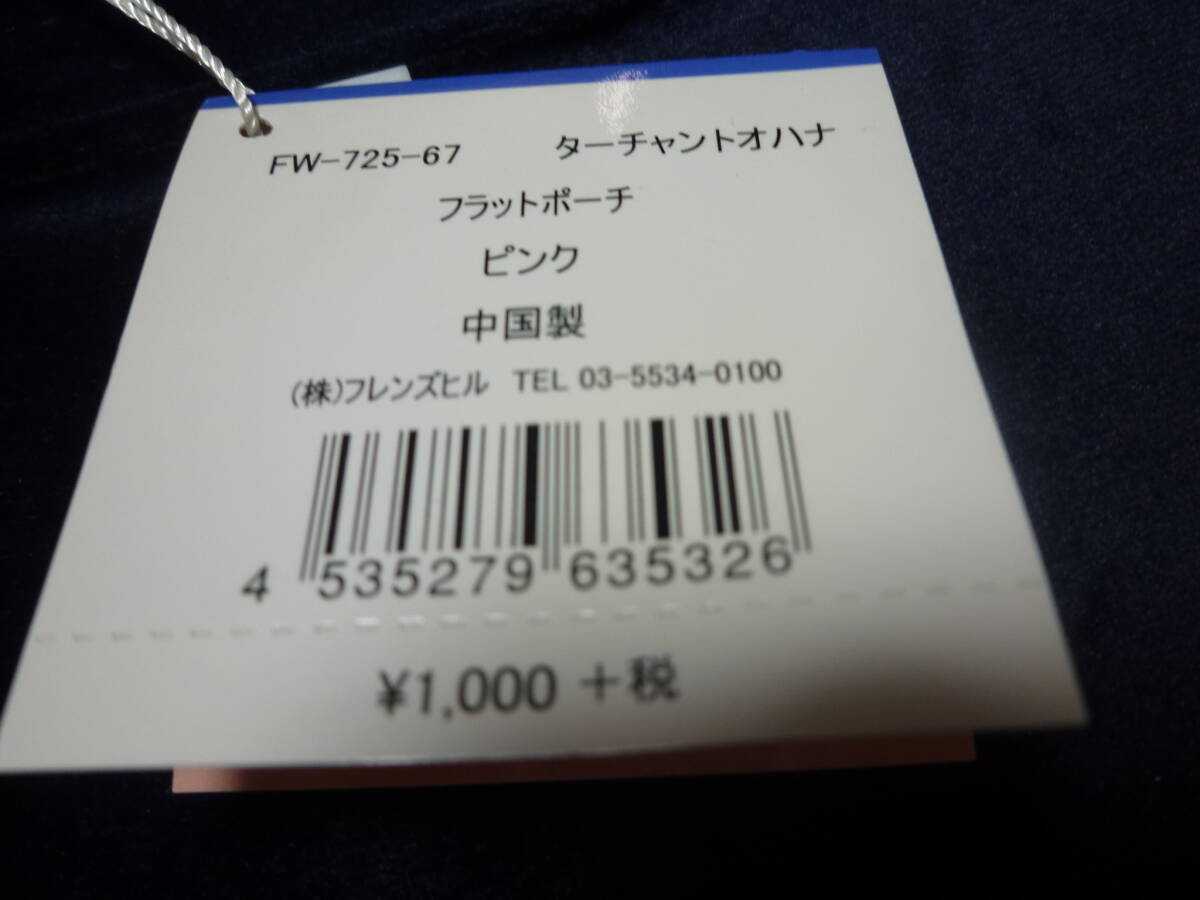 FW-725-67 ターチャントオハナ
フラットポーチ
ピンク
中国製
(株)フレンズヒル TEL 03-5534-0100
4 535279 635326
¥1,000 +税